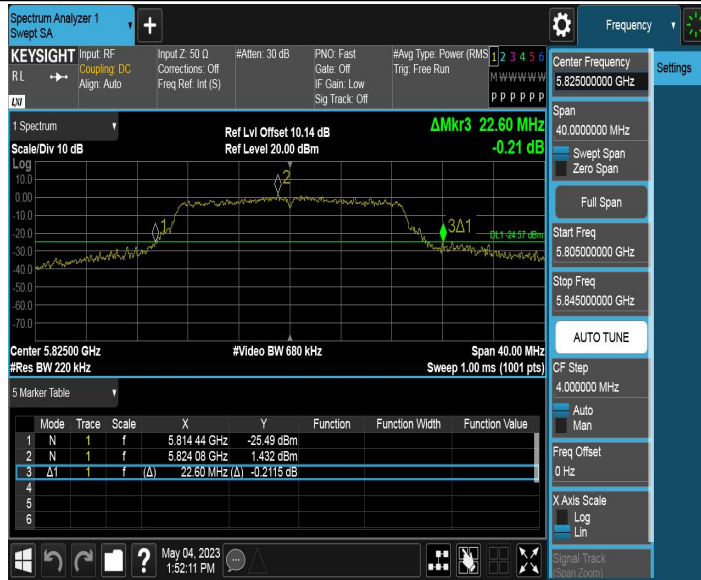 Spectrum Analyzer 1
Swept SA
Frequency
KEYSIGHT
RL
LXI
Input: RF
Coupling: DC
Align: Auto
Input Z: 50 Ω
Corrections: Off
Freq Ref: Int (S)
#Atten: 30 dB
PNO: Fast
Gate: Off
IF Gain: Low
Sig Track: Off
#Avg Type: Power (RMS
Trig: Free Run
1 2 3 4 5 6
M W W W W W
P P P P P P
1 Spectrum
Scale/Div 10 dB
Ref Lvl Offset 10.14 dB
Ref Level 20.00 dBm
ΔMkr3 22.60 MHz
-0.21 dB
Log
10.0
0.00
-10.0
-20.0
-30.0
-40.0
-50.0
-60.0
-70.0
1
2
3Δ1
DL1 -24.57 dBm
Center 5.82500 GHz
#Res BW 220 kHz
#Video BW 680 kHz
Span 40.00 MHz
Sweep 1.00 ms (1001 pts)
5 Marker Table
Mode Trace Scale X Y Function Function Width Function Value
1 N 1 f 5.814 44 GHz -25.49 dBm
2 N 1 f 5.824 08 GHz 1.432 dBm
3 Δ1 1 f (Δ) 22.60 MHz (Δ) -0.2115 dB
4
5
6
May 04, 2023
1:52:11 PM
Center Frequency
5.825000000 GHz
Settings
Span
40.0000000 MHz
Swept Span
Zero Span
Full Span
Start Freq
5.805000000 GHz
Stop Freq
5.845000000 GHz
AUTO TUNE
CF Step
4.000000 MHz
Auto
Man
Freq Offset
0 Hz
X Axis Scale
Log
Lin
Signal Track
(Span Zoom)